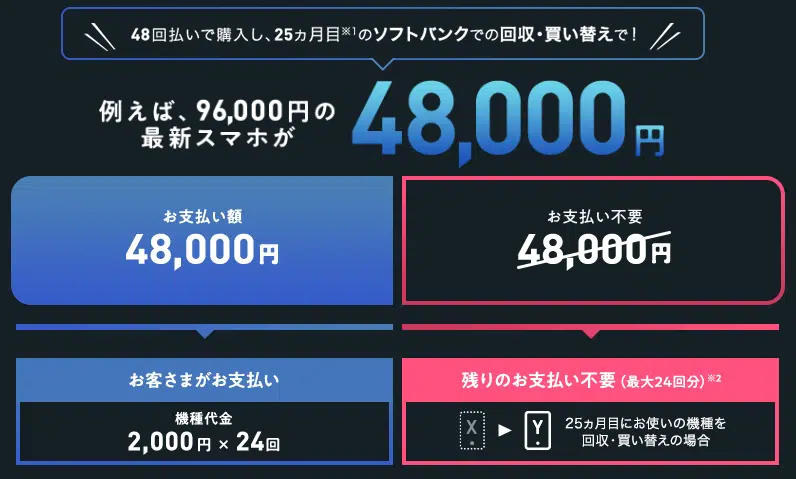 48回払いで購入し、25ヵ月目※1のソフトバンクでの回収・買い替えで!
例えば、96,000円の
最新スマホが
48,000円
お支払い額
48,000円
お支払い不要
48,000円
お客さまがお支払い
機種代金
2,000円 × 24回
残りのお支払い不要(最大24回分)※2
X ▶ Y
25ヵ月目にお使いの機種を
回収・買い替えの場合